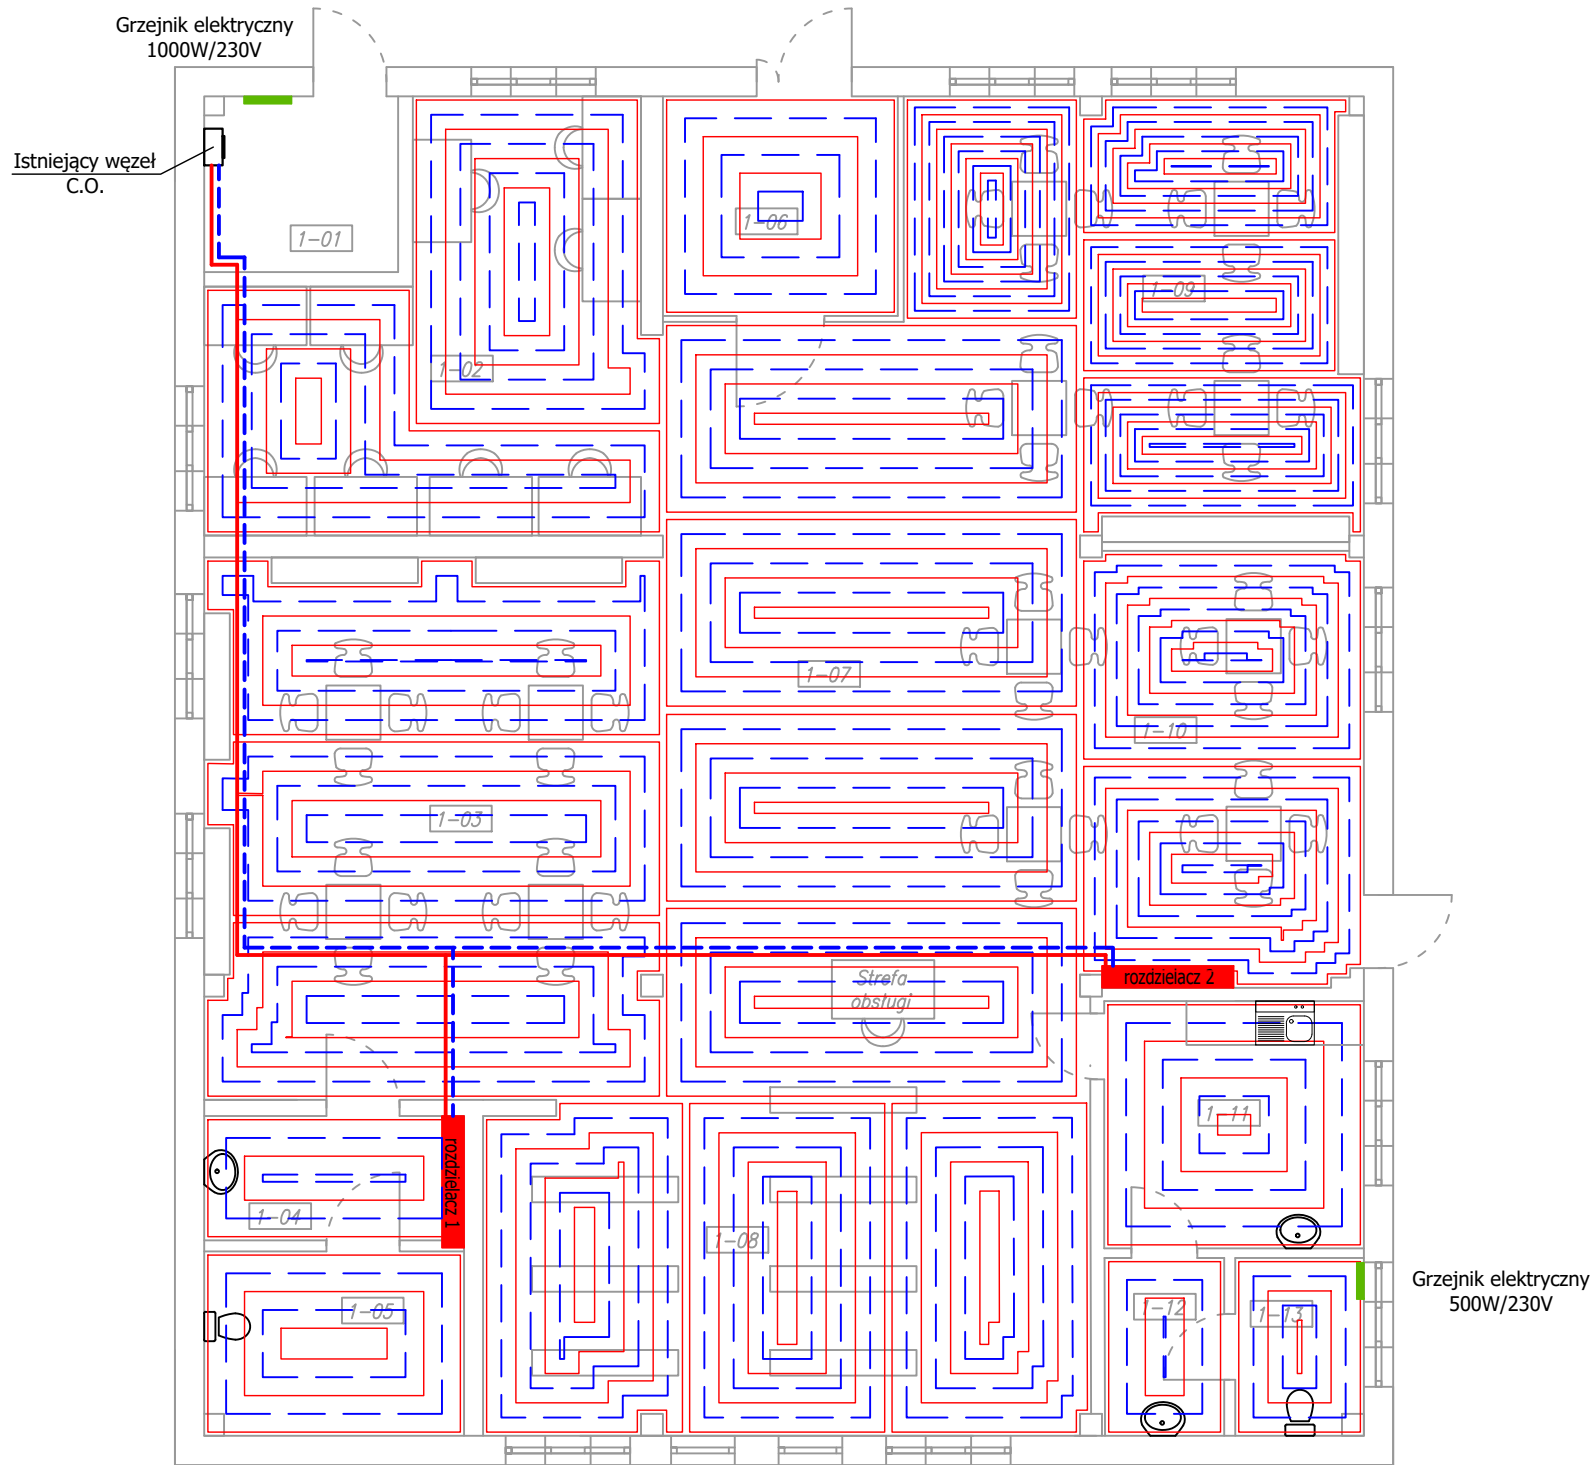 Grzejnik elektryczny
1000W/230V
Istniejący węzeł
C.O.
1-01
1-06
1-09
1-02
1-07
1-10
1-03
Strefa
obsługi
rozdzielacz 2
1-11
rozdzielacz 1
1-04
1-08
1-05
1-12
1-13
Grzejnik elektryczny
500W/230V